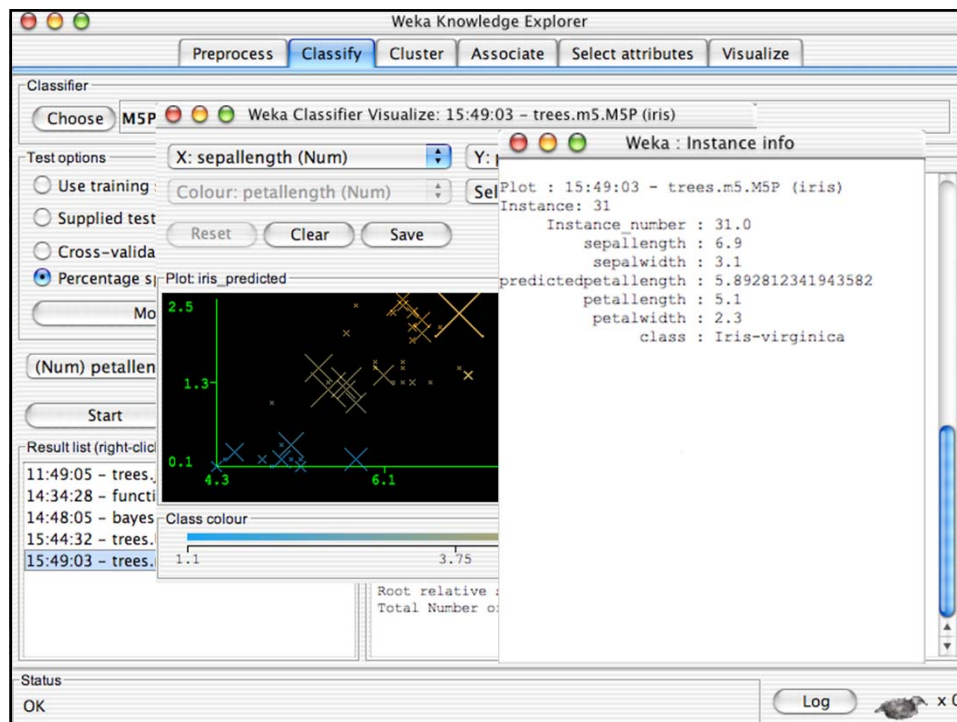 Weka Knowledge Explorer
Preprocess Classify Cluster Associate Select attributes Visualize
Classifier
Choose M5P
Weka Classifier Visualize: 15:49:03 - trees.m5.M5P (iris)
Weka : Instance info
Test options
Use training
Supplied test
Cross-valida
Percentage sp
Mo
(Num) petallen
Start
Result list (right-clic
11:49:05 - trees.
14:34:28 - functi
14:48:05 - bayes
15:44:32 - trees.
15:49:03 - trees.
X: sepallength (Num)
Y:
Colour: petallength (Num)
Sel
Reset Clear Save
Plot: iris_predicted
2.5
1.3
0.1
4.3 6.1
Class colour
1.1 3.75
Root relative
Total Number o
Plot : 15:49:03 - trees.m5.M5P (iris)
Instance: 31
Instance_number : 31.0
sepallength : 6.9
sepalwidth : 3.1
predictedpetallength : 5.892812341943582
petallength : 5.1
petalwidth : 2.3
class : Iris-virginica
Status
OK
Log
x 0